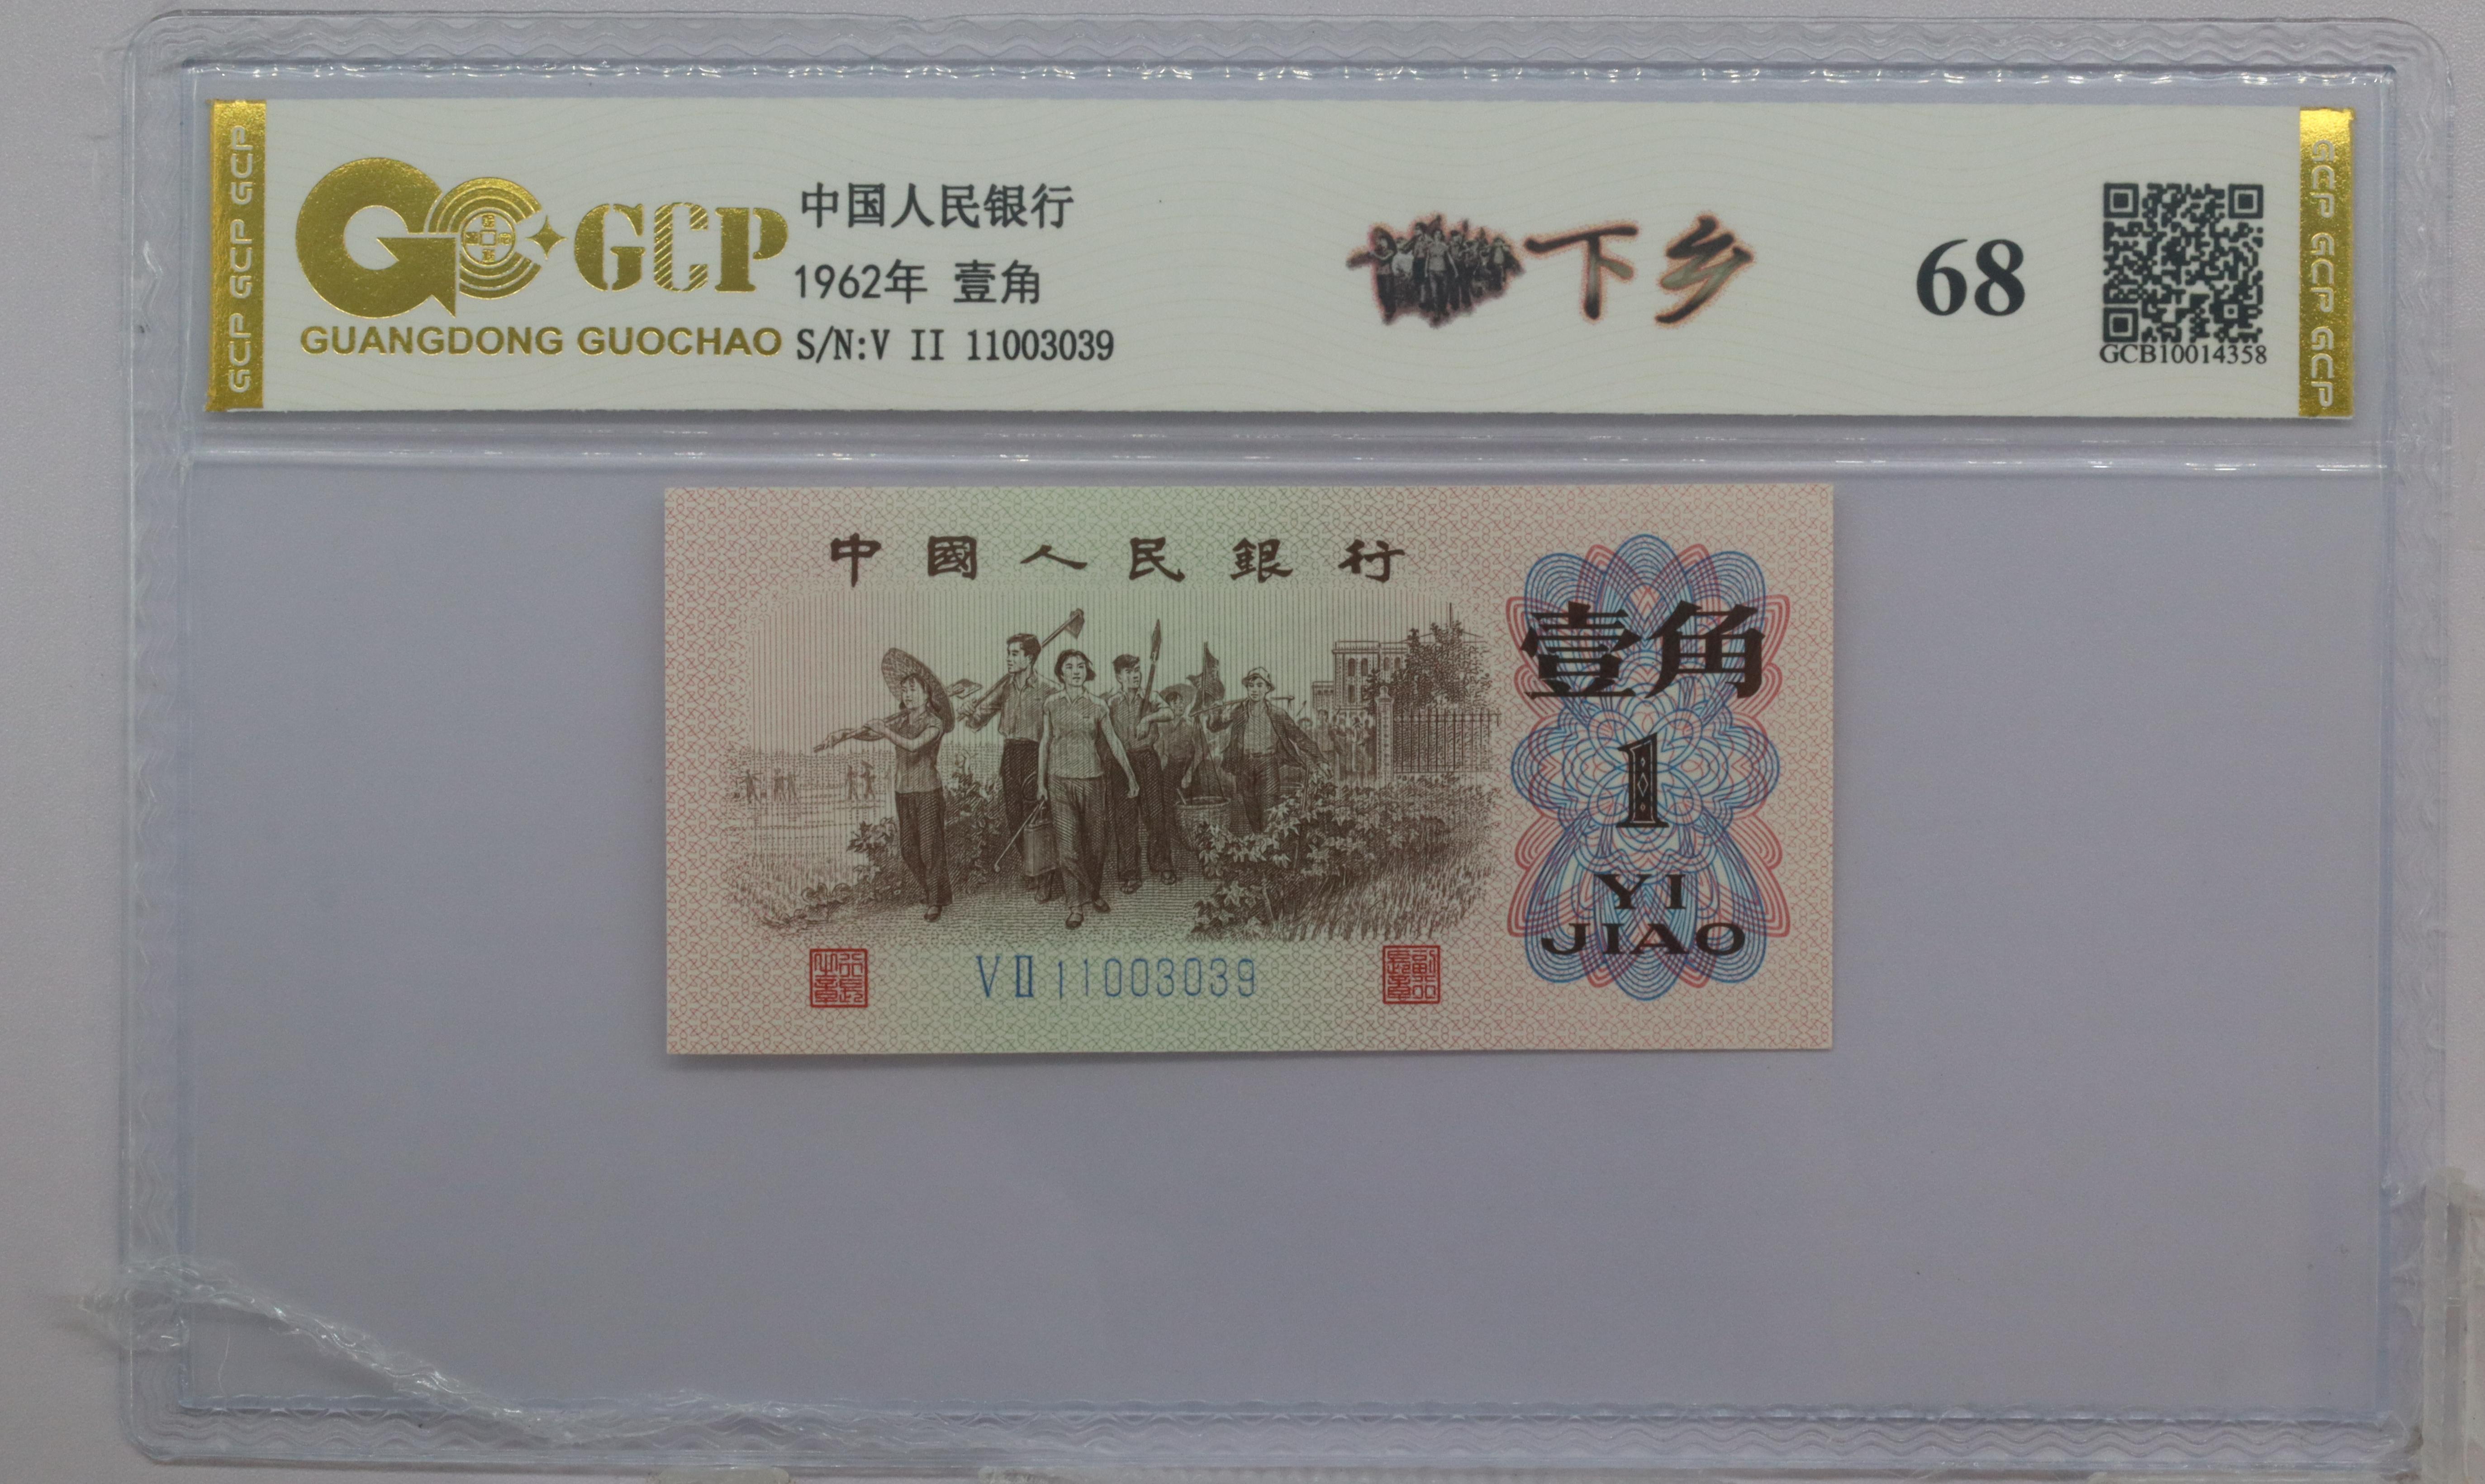 GCP GCP GCP
GCP
GUANGDONG GUOCHAO
中国人民银行
1962年 壹角
S/N:V II 11003039
下乡
68
GCB10014358
GCP GCP GCP
中國人民銀行
壹角
1
YI
JIAO
VⅡ11003039